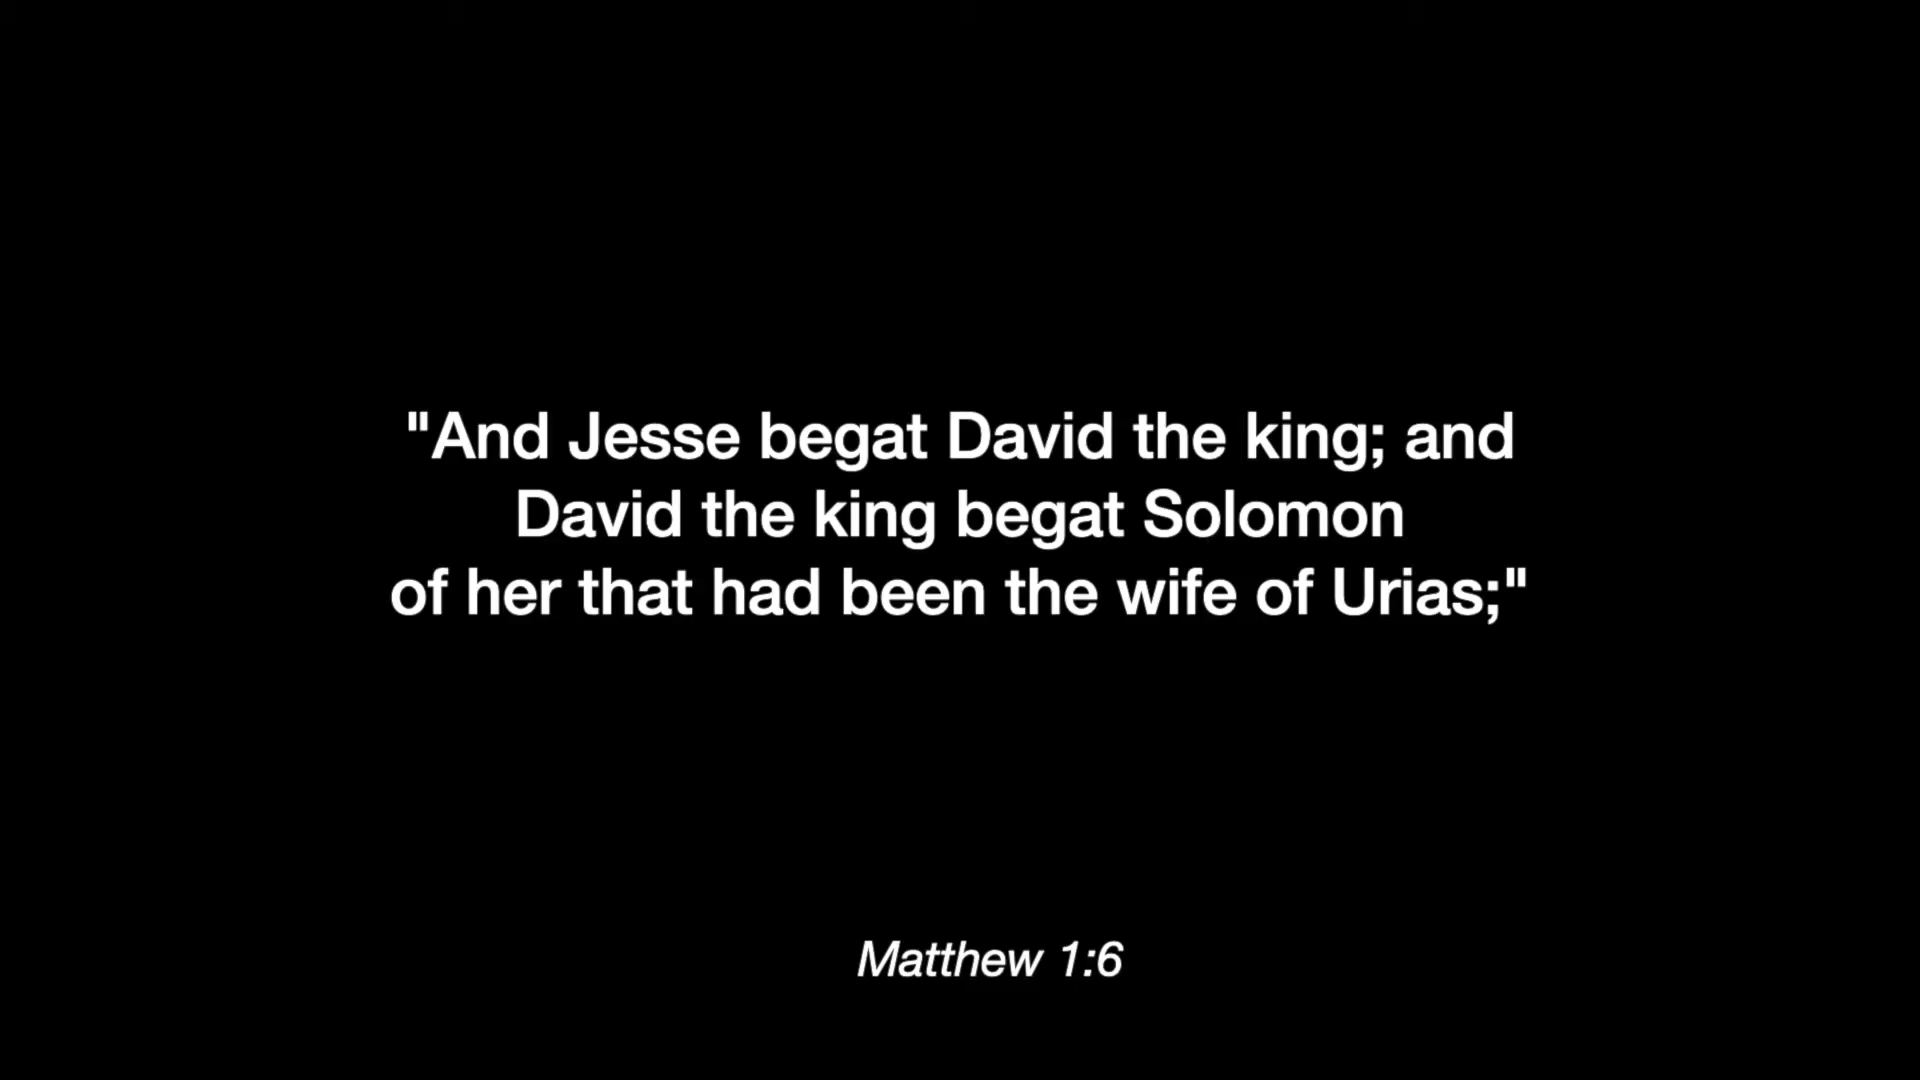 "And Jesse begat David the king; and
David the king begat Solomon
of her that had been the wife of Urias;"
Matthew 1:6